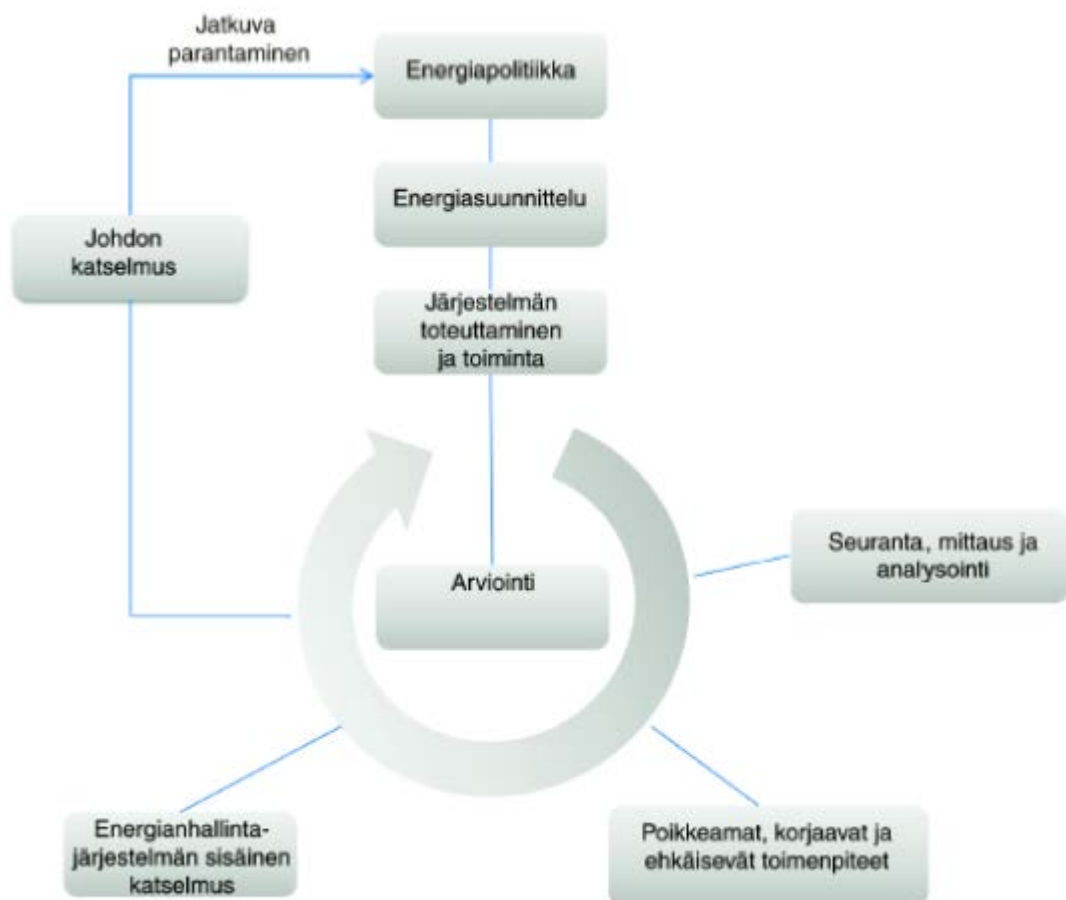 Jatkuva
parantaminen
Energiapolitiikka
Energiasuunnittelu
Johdon
katselmus
Järjestelmän
toteuttaminen
ja toiminta
Seuranta, mittaus ja
analysointi
Arviointi
Energianhallinta-
järjestelmän sisäinen
katselmus
Poikkeamat, korjaavat ja
ehkäisevät toimenpiteet